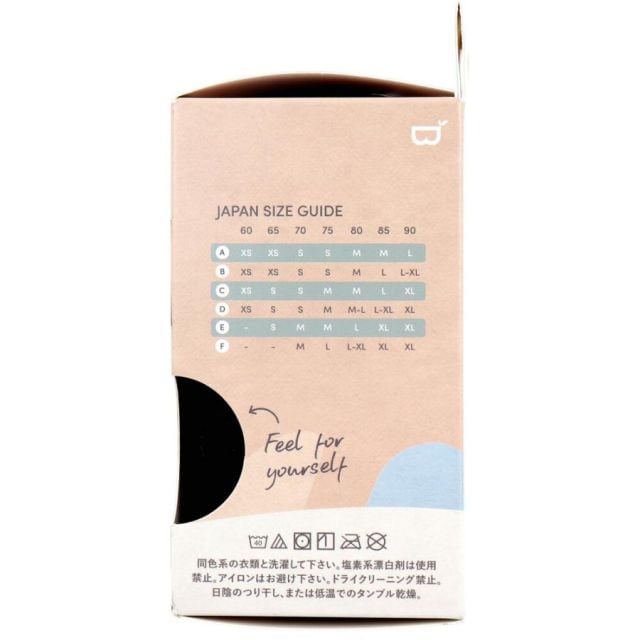 JAPAN SIZE GUIDE
60 65 70 75 80 85 90
A XS XS S S M M L
B XS XS S S M L L-XL
C XS S S M M L XL
D XS S S M M-L L-XL XL
E - S M M L XL XL
F - - M L L-XL XL XL
Feel for
yourself
40
同色系の衣類と洗濯して下さい。塩素系漂白剤は使用
禁止。アイロンはお避け下さい。ドライクリーニング禁止。
日陰のつり干し、または低温でのタンブル乾燥。